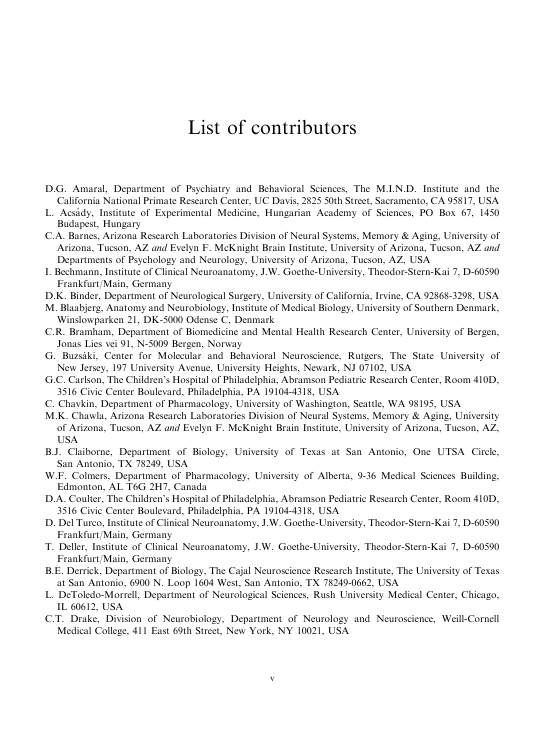 List of contributors
D.G. Amaral, Department of Psychiatry and Behavioral Sciences, The M.I.N.D. Institute and the
California National Primate Research Center, UC Davis, 2825 50th Street, Sacramento, CA 95817, USA
L. Acsády, Institute of Experimental Medicine, Hungarian Academy of Sciences, PO Box 67, 1450
Budapest, Hungary
C.A. Barnes, Arizona Research Laboratories Division of Neural Systems, Memory & Aging, University of
Arizona, Tucson, AZ and Evelyn F. McKnight Brain Institute, University of Arizona, Tucson, AZ and
Departments of Psychology and Neurology, University of Arizona, Tucson, AZ, USA
I. Bechmann, Institute of Clinical Neuroanatomy, J.W. Goethe-University, Theodor-Stern-Kai 7, D-60590
Frankfurt/Main, Germany
D.K. Binder, Department of Neurological Surgery, University of California, Irvine, CA 92868-3298, USA
M. Blaabjerg, Anatomy and Neurobiology, Institute of Medical Biology, University of Southern Denmark,
Winslowparken 21, DK-5000 Odense C, Denmark
C.R. Bramham, Department of Biomedicine and Mental Health Research Center, University of Bergen,
Jonas Lies vei 91, N-5009 Bergen, Norway
G. Buzsáki, Center for Molecular and Behavioral Neuroscience, Rutgers, The State University of
New Jersey, 197 University Avenue, University Heights, Newark, NJ 07102, USA
G.C. Carlson, The Children's Hospital of Philadelphia, Abramson Pediatric Research Center, Room 410D,
3516 Civic Center Boulevard, Philadelphia, PA 19104-4318, USA
C. Chavkin, Department of Pharmacology, University of Washington, Seattle, WA 98195, USA
M.K. Chawla, Arizona Research Laboratories Division of Neural Systems, Memory & Aging, University
of Arizona, Tucson, AZ and Evelyn F. McKnight Brain Institute, University of Arizona, Tucson, AZ,
USA
B.J. Claiborne, Department of Biology, University of Texas at San Antonio, One UTSA Circle,
San Antonio, TX 78249, USA
W.F. Colmers, Department of Pharmacology, University of Alberta, 9-36 Medical Sciences Building,
Edmonton, AL T6G 2H7, Canada
D.A. Coulter, The Children's Hospital of Philadelphia, Abramson Pediatric Research Center, Room 410D,
3516 Civic Center Boulevard, Philadelphia, PA 19104-4318, USA
D. Del Turco, Institute of Clinical Neuroanatomy, J.W. Goethe-University, Theodor-Stern-Kai 7, D-60590
Frankfurt/Main, Germany
T. Deller, Institute of Clinical Neuroanatomy, J.W. Goethe-University, Theodor-Stern-Kai 7, D-60590
Frankfurt/Main, Germany
B.E. Derrick, Department of Biology, The Cajal Neuroscience Research Institute, The University of Texas
at San Antonio, 6900 N. Loop 1604 West, San Antonio, TX 78249-0662, USA
L. DeToledo-Morrell, Department of Neurological Sciences, Rush University Medical Center, Chicago,
IL 60612, USA
C.T. Drake, Division of Neurobiology, Department of Neurology and Neuroscience, Weill-Cornell
Medical College, 411 East 69th Street, New York, NY 10021, USA
v